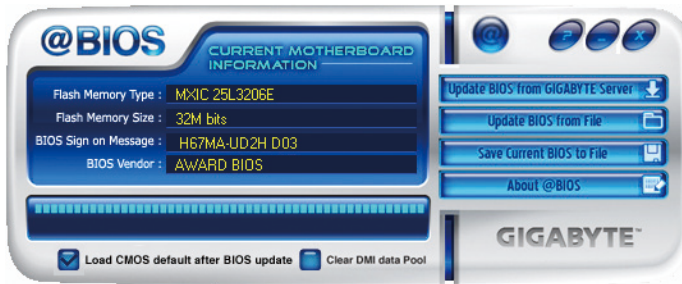 @BIOS
CURRENT MOTHERBOARD
INFORMATION
Flash Memory Type : MXIC 25L3206E
Flash Memory Size : 32M bits
BIOS Sign on Message : H67MA-UD2H D03
BIOS Vendor : AWARD BIOS
Load CMOS default after BIOS update
Clear DMI data Pool
@
? _ X
Update BIOS from GIGABYTE Server
Update BIOS from File
Save Current BIOS to File
About @BIOS
GIGABYTE™